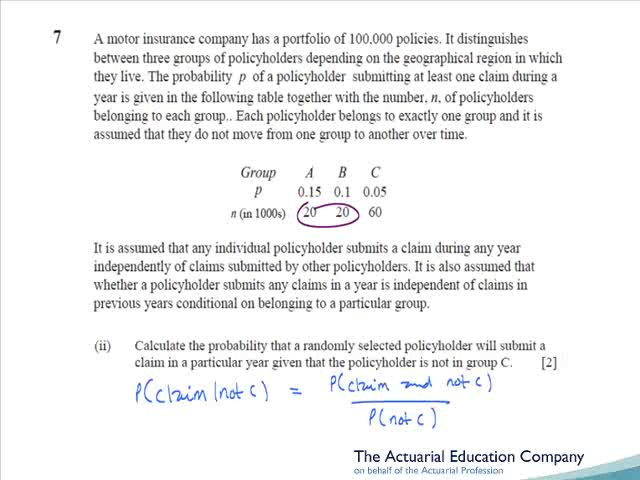 7 A motor insurance company has a portfolio of 100,000 policies. It distinguishes
between three groups of policyholders depending on the geographical region in which
they live. The probability p of a policyholder submitting at least one claim during a
year is given in the following table together with the number, n, of policyholders
belonging to each group.. Each policyholder belongs to exactly one group and it is
assumed that they do not move from one group to another over time.
Group A B C
p 0.15 0.1 0.05
n (in 1000s) 20 20 60
It is assumed that any individual policyholder submits a claim during any year
independently of claims submitted by other policyholders. It is also assumed that
whether a policyholder submits any claims in a year is independent of claims in
previous years conditional on belonging to a particular group.
(ii) Calculate the probability that a randomly selected policyholder will submit a
claim in a particular year given that the policyholder is not in group C. [2]
P(claim | not C) = P(claim and not C)
P(not C)
The Actuarial Education Company
on behalf of the Actuarial Profession